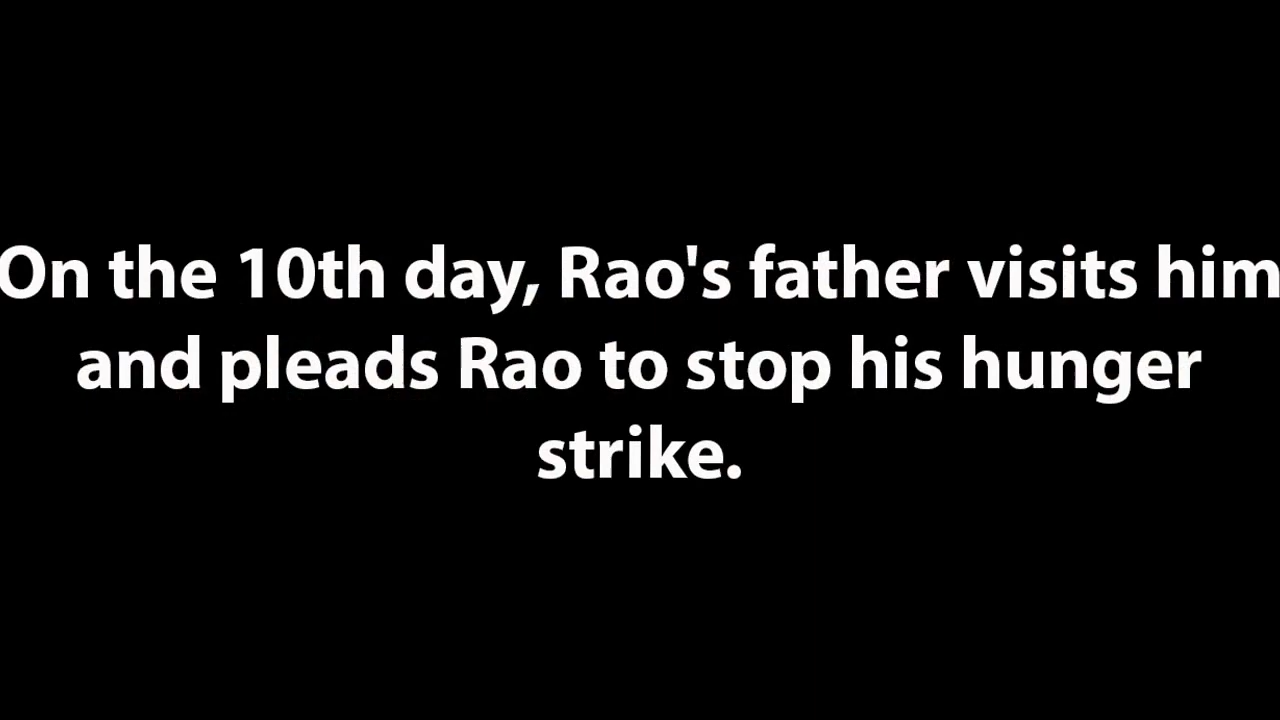 On the 10th day, Rao's father visits him
and pleads Rao to stop his hunger
strike.